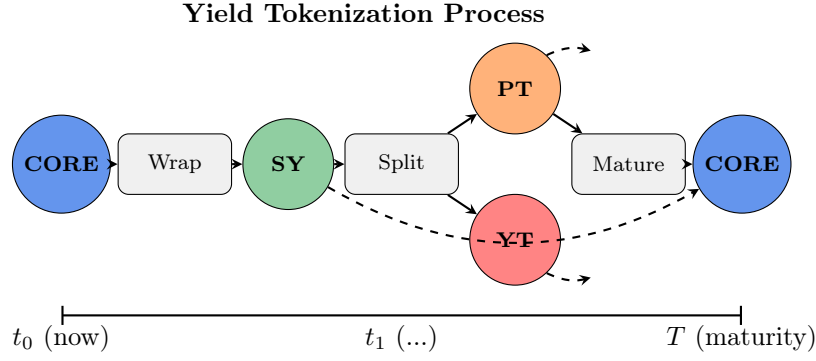 Yield Tokenization Process
PT
CORE
Wrap
SY
Split
Mature
CORE
YT
t₀ (now)
t₁ (...)
T (maturity)